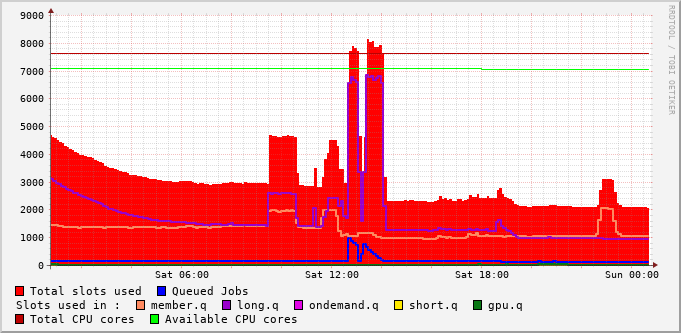 9000
8000
7000
6000
5000
4000
3000
2000
1000
0
Sat 06:00 Sat 12:00 Sat 18:00 Sun 00:00
Total slots used Queued Jobs
Slots used in : member.q long.q ondemand.q short.q gpu.q
Total CPU cores Available CPU cores
RRDTOOL / TOBI OETIKER